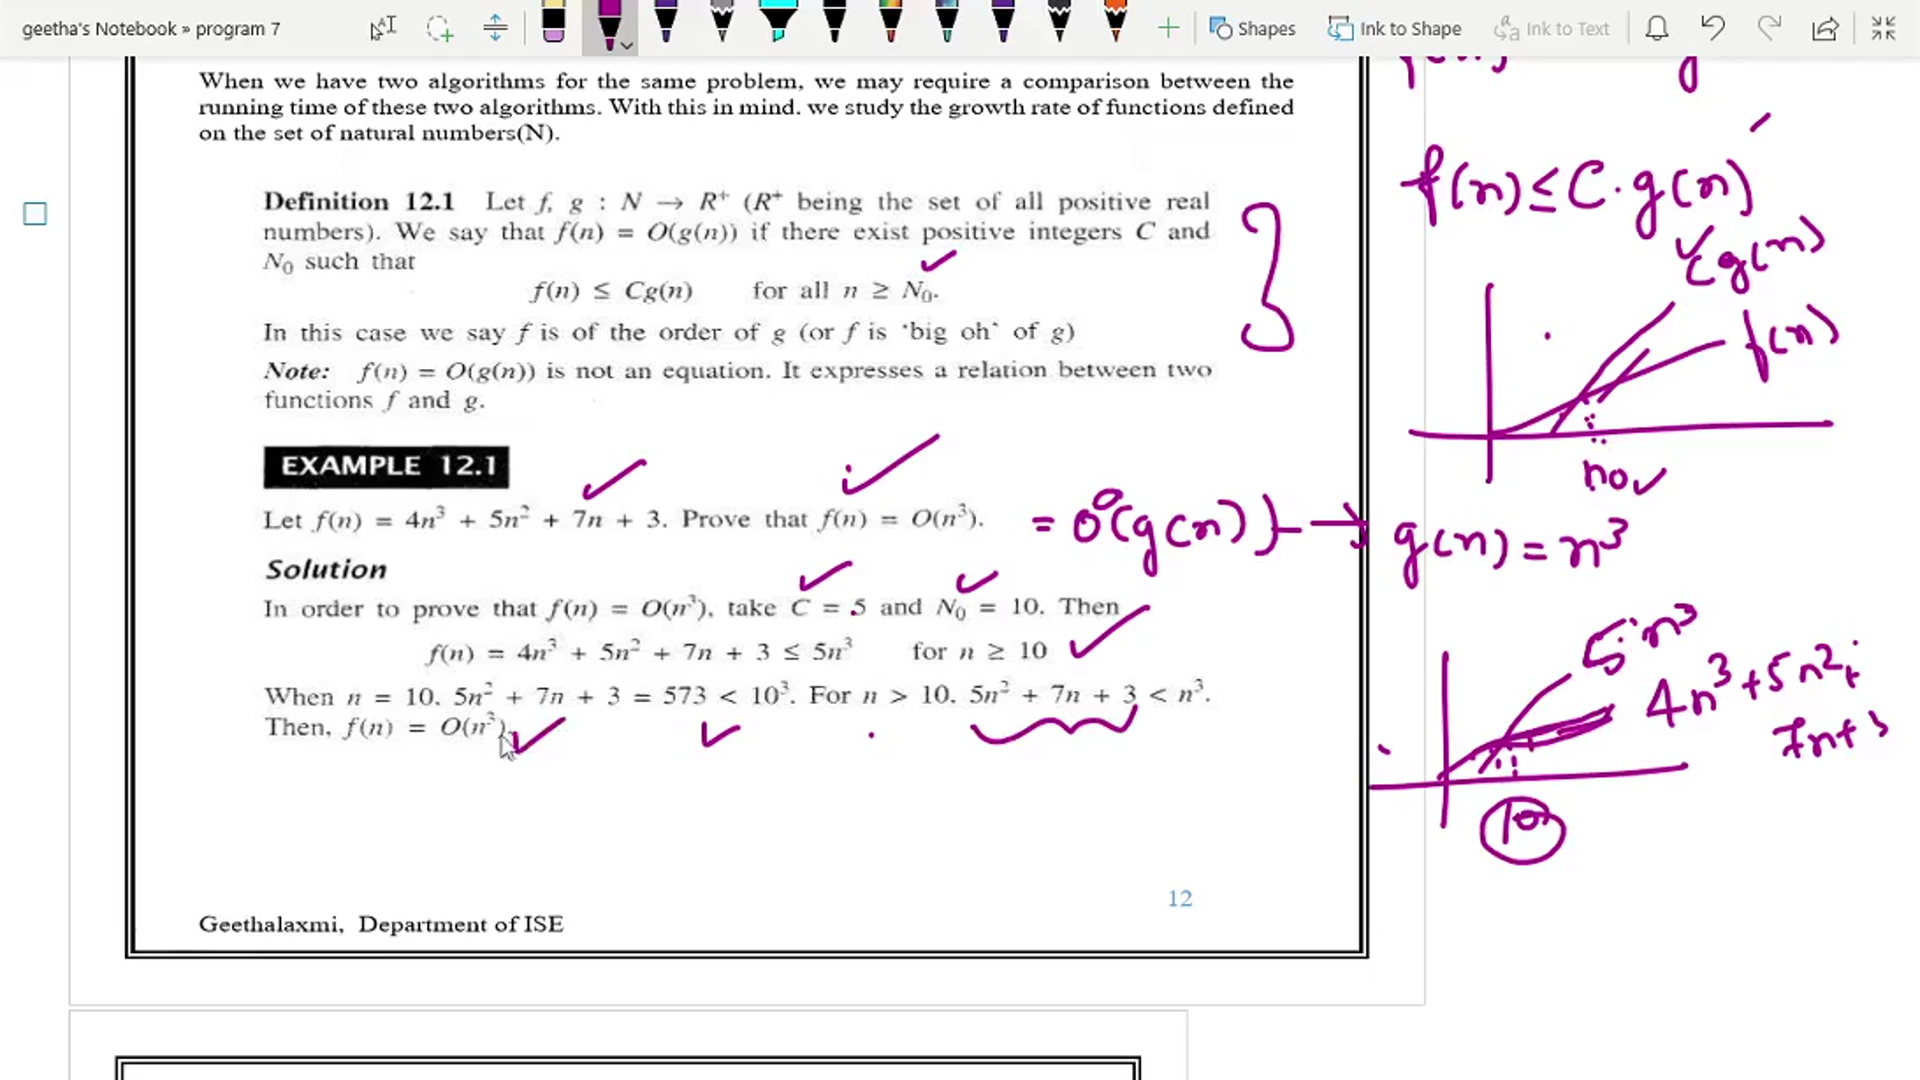 geetha's Notebook » program 7
Shapes
Ink to Shape
Ink to Text
When we have two algorithms for the same problem, we may require a comparison between the
running time of these two algorithms. With this in mind. we study the growth rate of functions defined
on the set of natural numbers(N).
Definition 12.1 Let f, g : N → R⁺ (R⁺ being the set of all positive real
numbers). We say that f(n) = O(g(n)) if there exist positive integers C and
N₀ such that
f(n) ≤ Cg(n) for all n ≥ N₀.
In this case we say f is of the order of g (or f is 'big oh' of g)
Note: f(n) = O(g(n)) is not an equation. It expresses a relation between two
functions f and g.
EXAMPLE 12.1
Let f(n) = 4n³ + 5n² + 7n + 3. Prove that f(n) = O(n³).
= O(g(n)) → g(n) = n³
Solution
In order to prove that f(n) = O(n³), take C = 5 and N₀ = 10. Then
f(n) = 4n³ + 5n² + 7n + 3 ≤ 5n³ for n ≥ 10
When n = 10. 5n² + 7n + 3 = 573 < 10³. For n > 10. 5n² + 7n + 3 < n³.
Then, f(n) = O(n³).
12
Geethalaxmi, Department of ISE
f(n) ≤ C·g(n)
Cg(n)
f(n)
no
5n³
4n³+5n²+
7n+3
10